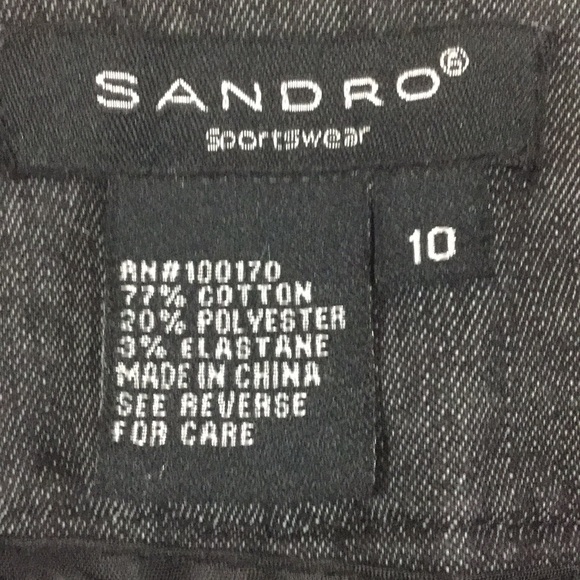 SANDRO®
Sportswear
10
RN#100170
77% COTTON
20% POLYESTER
3% ELASTANE
MADE IN CHINA
SEE REVERSE
FOR CARE